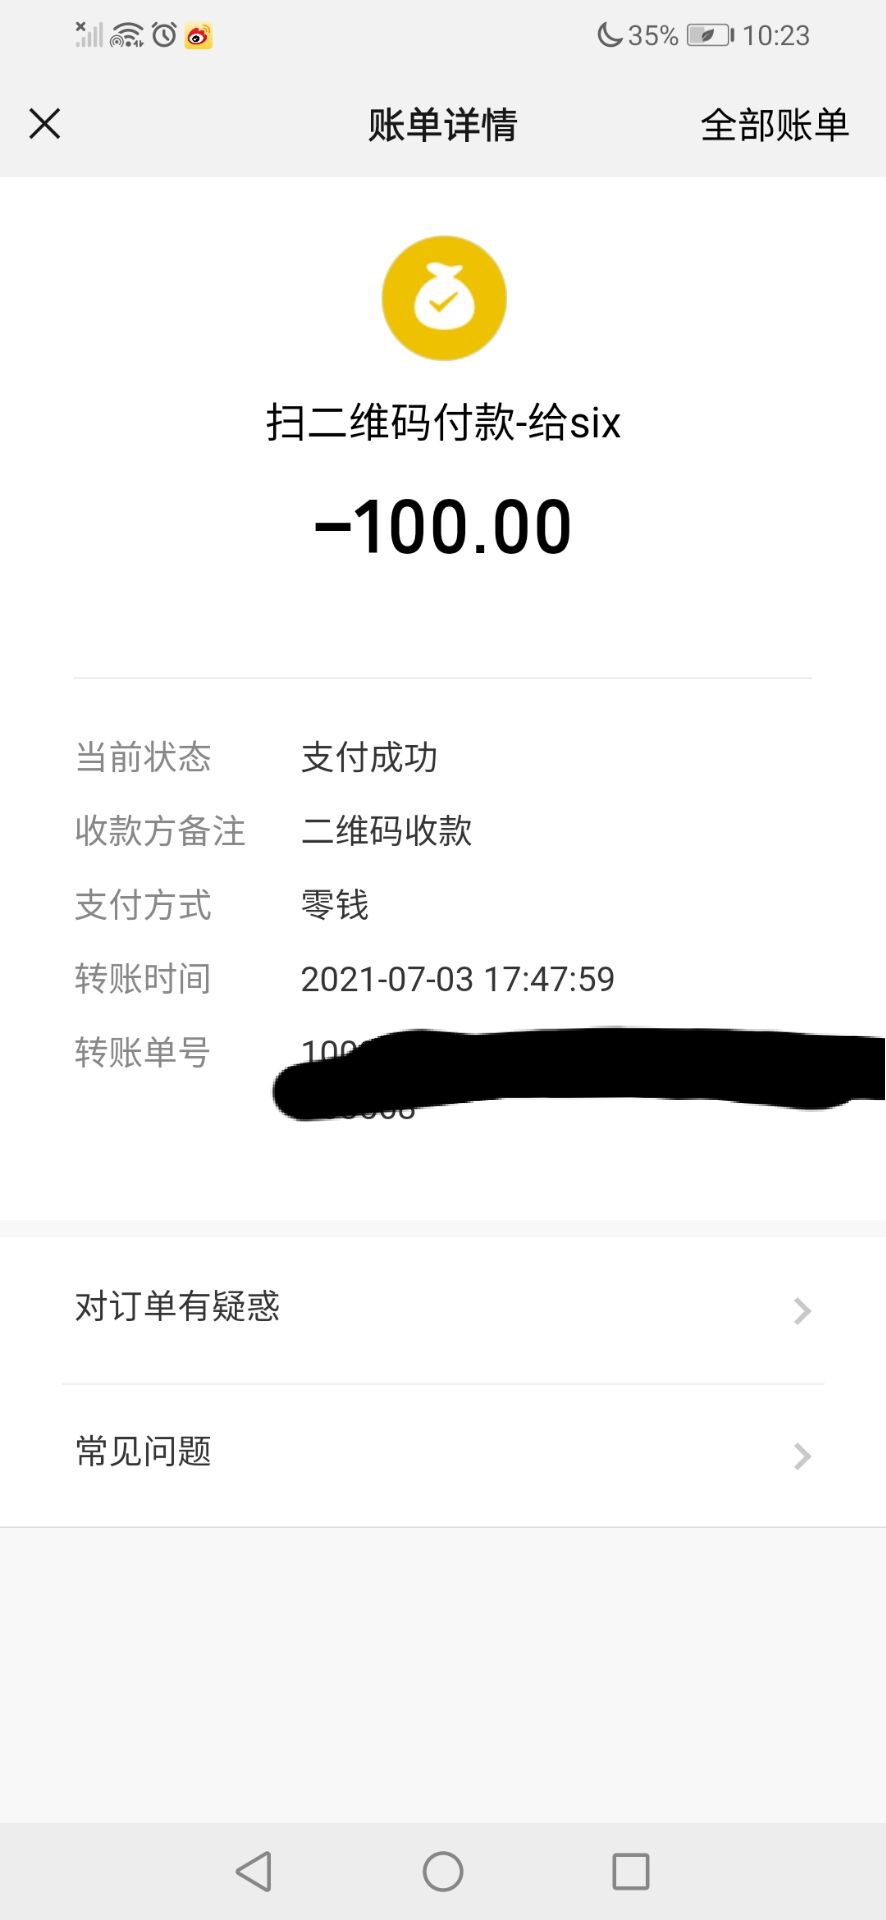 35% 10:23
账单详情 全部账单
扫二维码付款-给six
-100.00
当前状态 支付成功
收款方备注 二维码收款
支付方式 零钱
转账时间 2021-07-03 17:47:59
转账单号
对订单有疑惑
常见问题